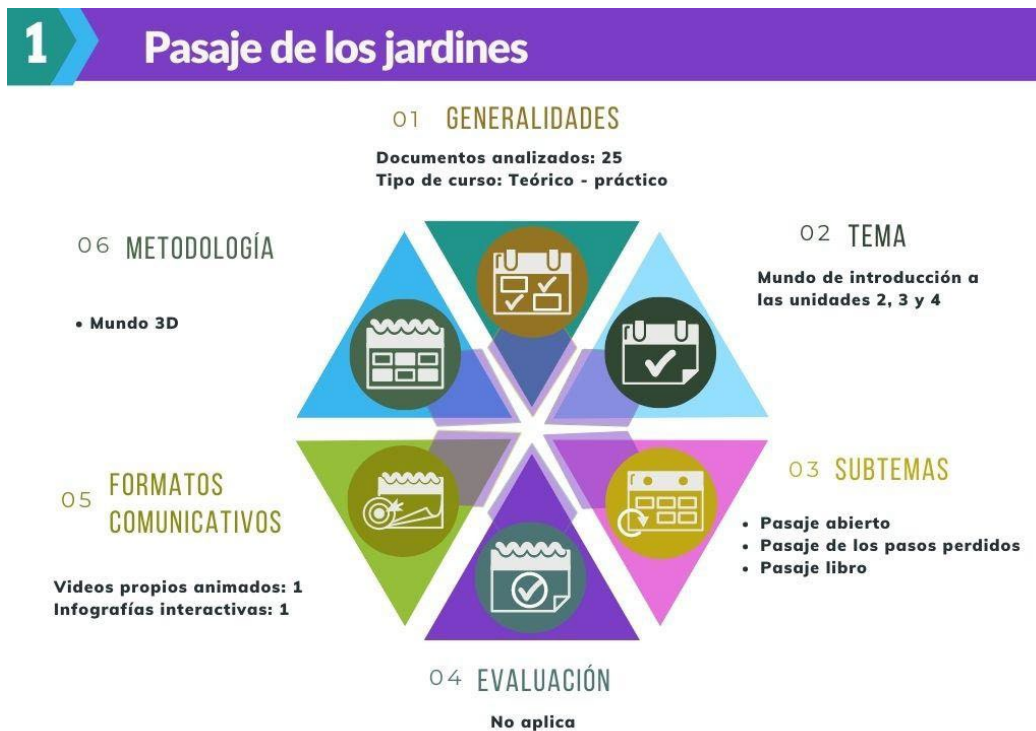 1
Pasaje de los jardines
01 GENERALIDADES
Documentos analizados: 25
Tipo de curso: Teórico - práctico
02 TEMA
Mundo de introducción a
las unidades 2, 3 y 4
03 SUBTEMAS
• Pasaje abierto
• Pasaje de los pasos perdidos
• Pasaje libro
04 EVALUACIÓN
No aplica
05 FORMATOS
COMUNICATIVOS
Videos propios animados: 1
Infografías interactivas: 1
06 METODOLOGÍA
• Mundo 3D